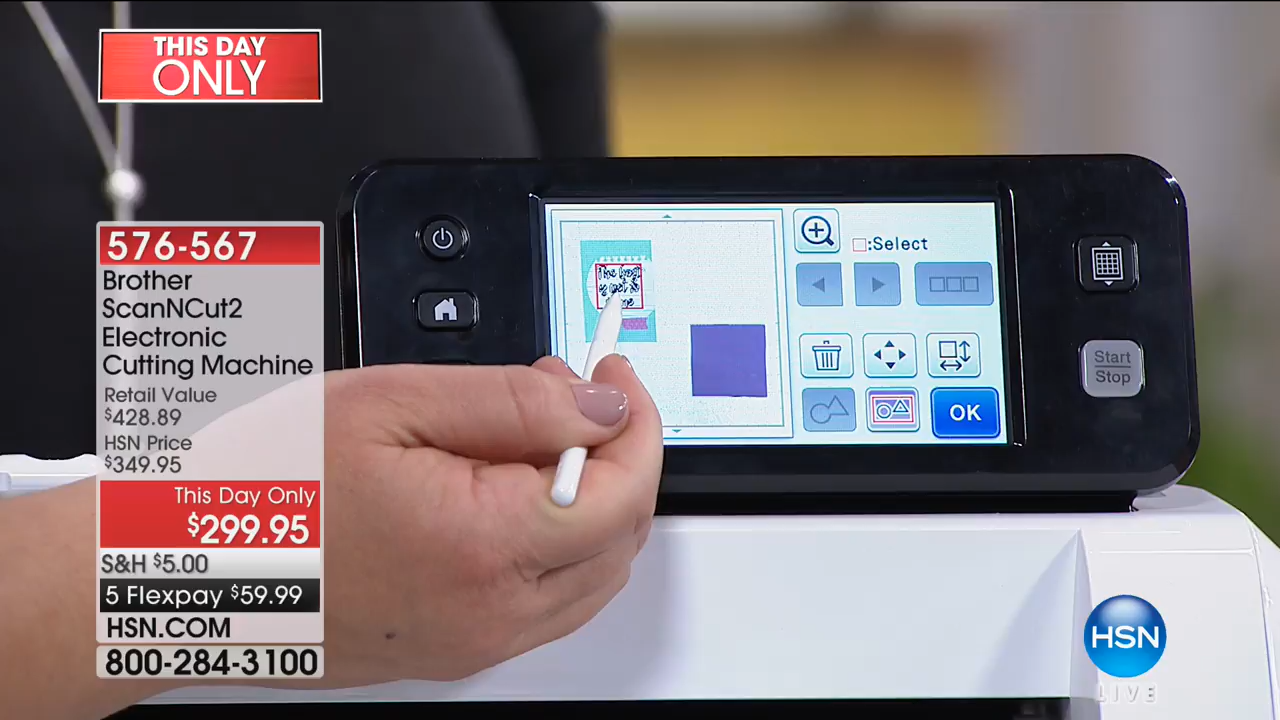 THIS DAY
ONLY
576-567
Brother
ScanNCut2
Electronic
Cutting Machine
Retail Value
$428.89
HSN Price
$349.95
This Day Only
$299.95
S&H $5.00
5 Flexpay $59.99
HSN.COM
800-284-3100
:Select
OK
Start
Stop
HSN
LIVE